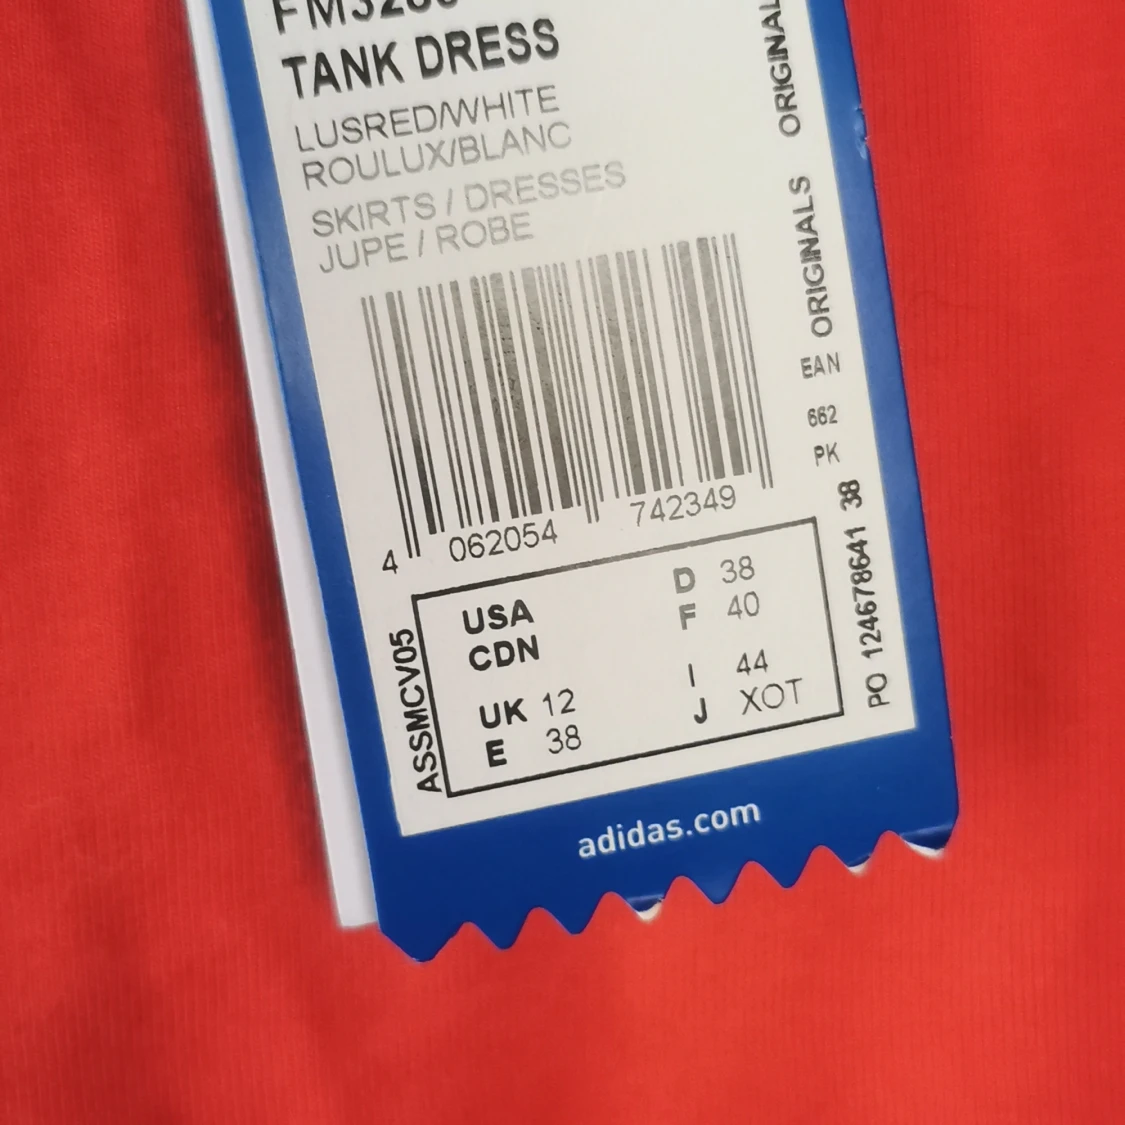 TANK DRESS
LUSRED/WHITE
ROULUX/BLANC
SKIRTS / DRESSES
JUPE / ROBE
4 062054 742349
ASSMCV05
USA
CDN
UK 12
E 38
D 38
F 40
I 44
J XOT
ORIGINALS
EAN
662
PK
PO 124678641 38
adidas.com